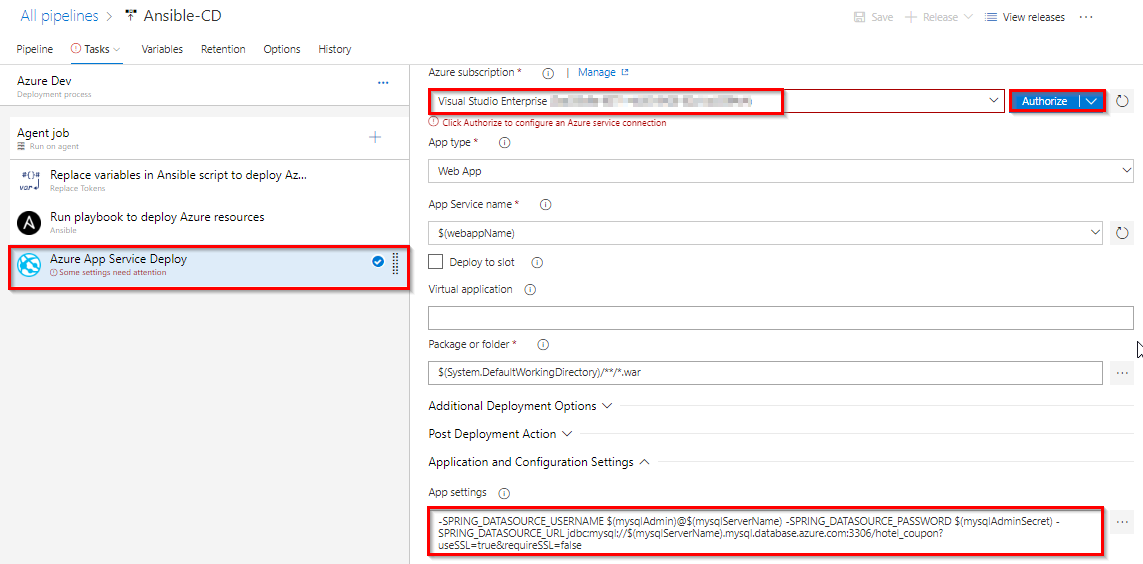 All pipelines > Ansible-CD
Save
Release
View releases
...
Pipeline
Tasks
Variables
Retention
Options
History
Azure Dev
Deployment process
...
Agent job
Run on agent
+
#{}#
var
Replace variables in Ansible script to deploy Az...
Replace Tokens
A
Run playbook to deploy Azure resources
Ansible
Azure App Service Deploy
Some settings need attention
Azure subscription *
| Manage
Visual Studio Enterprise
Authorize
Click Authorize to configure an Azure service connection
App type *
Web App
App Service name *
$(webappName)
Deploy to slot
Virtual application
Package or folder *
$(System.DefaultWorkingDirectory)/**/*.war
...
Additional Deployment Options
Post Deployment Action
Application and Configuration Settings
App settings
-SPRING_DATASOURCE_USERNAME $(mysqlAdmin)@$(mysqlServerName) -SPRING_DATASOURCE_PASSWORD $(mysqlAdminSecret) -
SPRING_DATASOURCE_URL jdbc:mysql://$(mysqlServerName).mysql.database.azure.com:3306/hotel_coupon?
useSSL=true&requireSSL=false
...